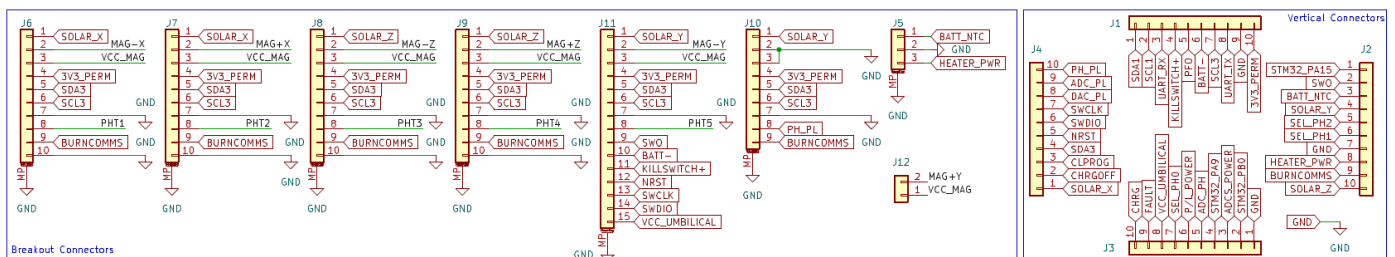 J6
1 SOLAR_X
2 MAG-X
3 VCC_MAG
4 3V3_PERM
5 SDA3
6 SCL3
7 GND
8 PHT1
9 BURNCOMMS
10
MP
GND
GND
J7
1 SOLAR_X
2 MAG+X
3 VCC_MAG
4 3V3_PERM
5 SDA3
6 SCL3
7 GND
8 PHT2
9 BURNCOMMS
10
MP
GND
GND
J8
1 SOLAR_Z
2 MAG-Z
3 VCC_MAG
4 3V3_PERM
5 SDA3
6 SCL3
7 GND
8 PHT3
9 BURNCOMMS
10
MP
GND
GND
J9
1 SOLAR_Z
2 MAG+Z
3 VCC_MAG
4 3V3_PERM
5 SDA3
6 SCL3
7 GND
8 PHT4
9 BURNCOMMS
10
MP
GND
GND
J11
1 SOLAR_Y
2 MAG-Y
3 VCC_MAG
4 3V3_PERM
5 SDA3
6 SCL3
7 GND
8 PHT5
9 SWO
10 BATT-
11 KILLSWITCH+
12 NRST
13 SWCLK
14 SWDIO
15 VCC_UMBILICAL
MP
GND
J10
1 SOLAR_Y
2
3 GND
4 3V3_PERM
5 SDA3
6 SCL3
7 GND
8 PH_PL
9 BURNCOMMS
10
MP
GND
J5
1 BATT_NTC
2 GND
3 HEATER_PWR
MP
GND
J12
2 MAG+Y
1 VCC_MAG
Breakout Connectors
Vertical Connectors
J1
1 SDA1
2 SCL1
3 UART_RX
4 KILLSWITCH+
5 PFO
6 BATT-
7 SCL3
8 UART_TX
9 GND
10 3V3_PERM
J4
10 PH_PL
9 ADC_PL
8 DAC_PL
7 SWCLK
6 SWDIO
5 NRST
4 SDA3
3 CLPROG
2 CHRGOFF
1 SOLAR_X
J2
STM32_PA15 1
SWO 2
BATT_NTC 3
SOLAR_Y 4
SEL_PH2 5
SEL_PH1 6
GND 7
HEATER_PWR 8
BURNCOMMS 9
SOLAR_Z 10
J3
10 CHRG
9 FAULT
8 VCC_UMBILICAL
7 SEL_PH0
6 P/L_POWER
5 ADC_PH
4 STM32_PA9
3 ADCS_POWER
2 STM32_PB0
1 GND
GND
GND